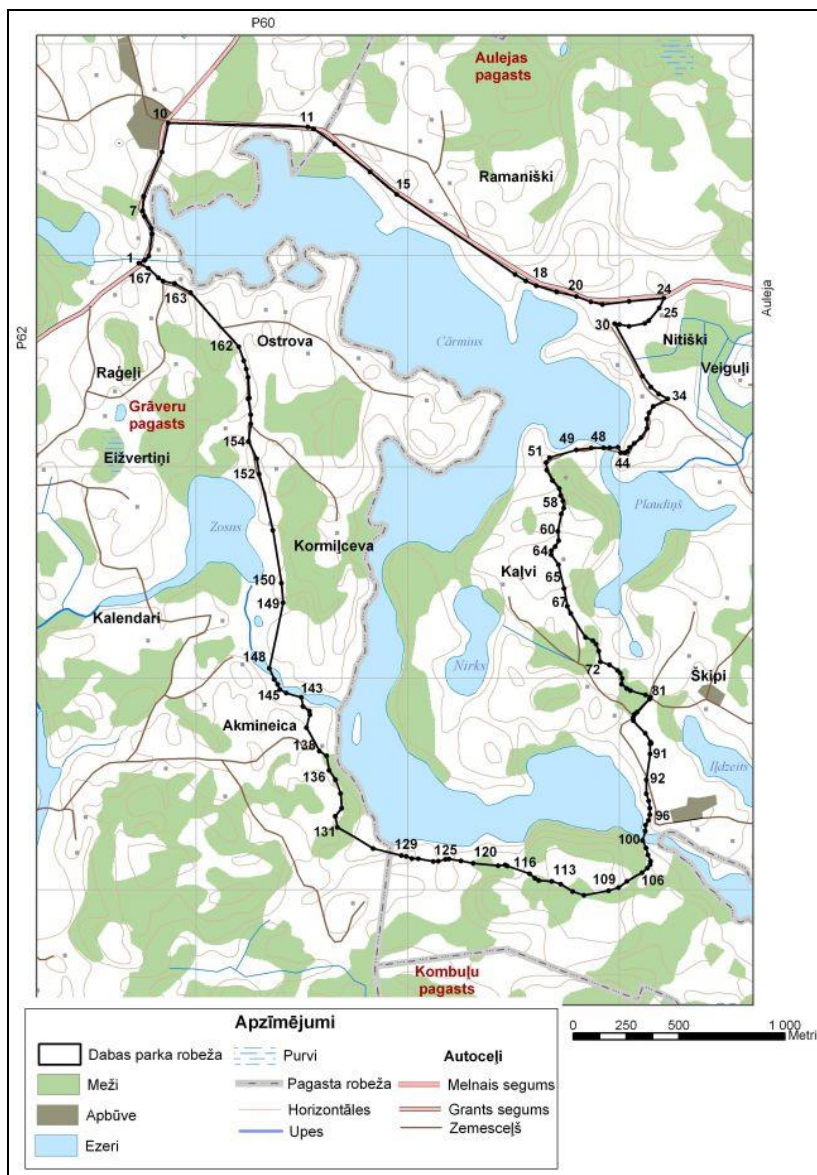 P60
Aulejas
pagasts
10
11
15
Ramaniški
7
1
167
163
18
20
24
25
30
Nitiški
Veiguļi
Auleja
P62
162
Ostrova
Cārmins
Raģeļi
Grāveru
pagasts
34
154
Eižvertiņi
152
51
49
48
44
58
Plaudiņš
Zosns
Kormiļceva
60
64
Kaļvi
65
150
149
67
Kalendari
148
Nirks
72
145
143
81
Škipi
Akmineica
138
91
Iļdzeits
136
92
96
131
100
129
125
120
116
113
109
106
Kombuļu
pagasts
Apzīmējumi
Dabas parka robeža
Purvi
Autoceļi
Meži
Pagasta robeža
Melnais segums
Apbūve
Horizontāles
Grants segums
Ezeri
Upes
Zemesceļš
0 250 500 1 000
Metri